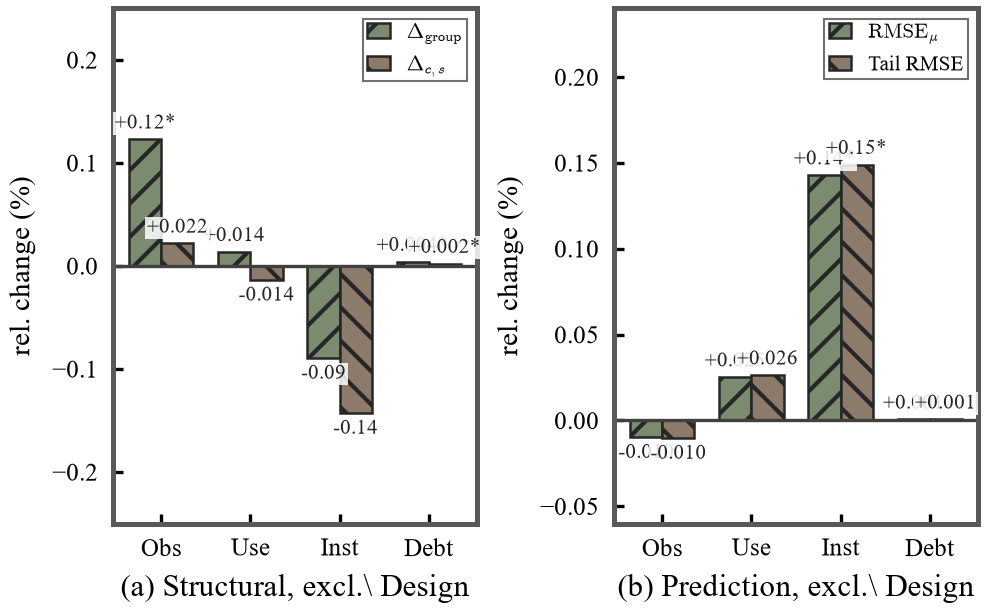 0.2
0.1
0.0
−0.1
−0.2
rel. change (%)
Δgroup
Δc, s
+0.12*
+0.022
+0.014
-0.014
-0.09
-0.14
+0.002*
Obs Use Inst Debt
(a) Structural, excl.\ Design
0.20
0.15
0.10
0.05
0.00
−0.05
rel. change (%)
RMSEμ
Tail RMSE
-0.010
+0.026
+0.14*
+0.15*
+0.001
Obs Use Inst Debt
(b) Prediction, excl.\ Design